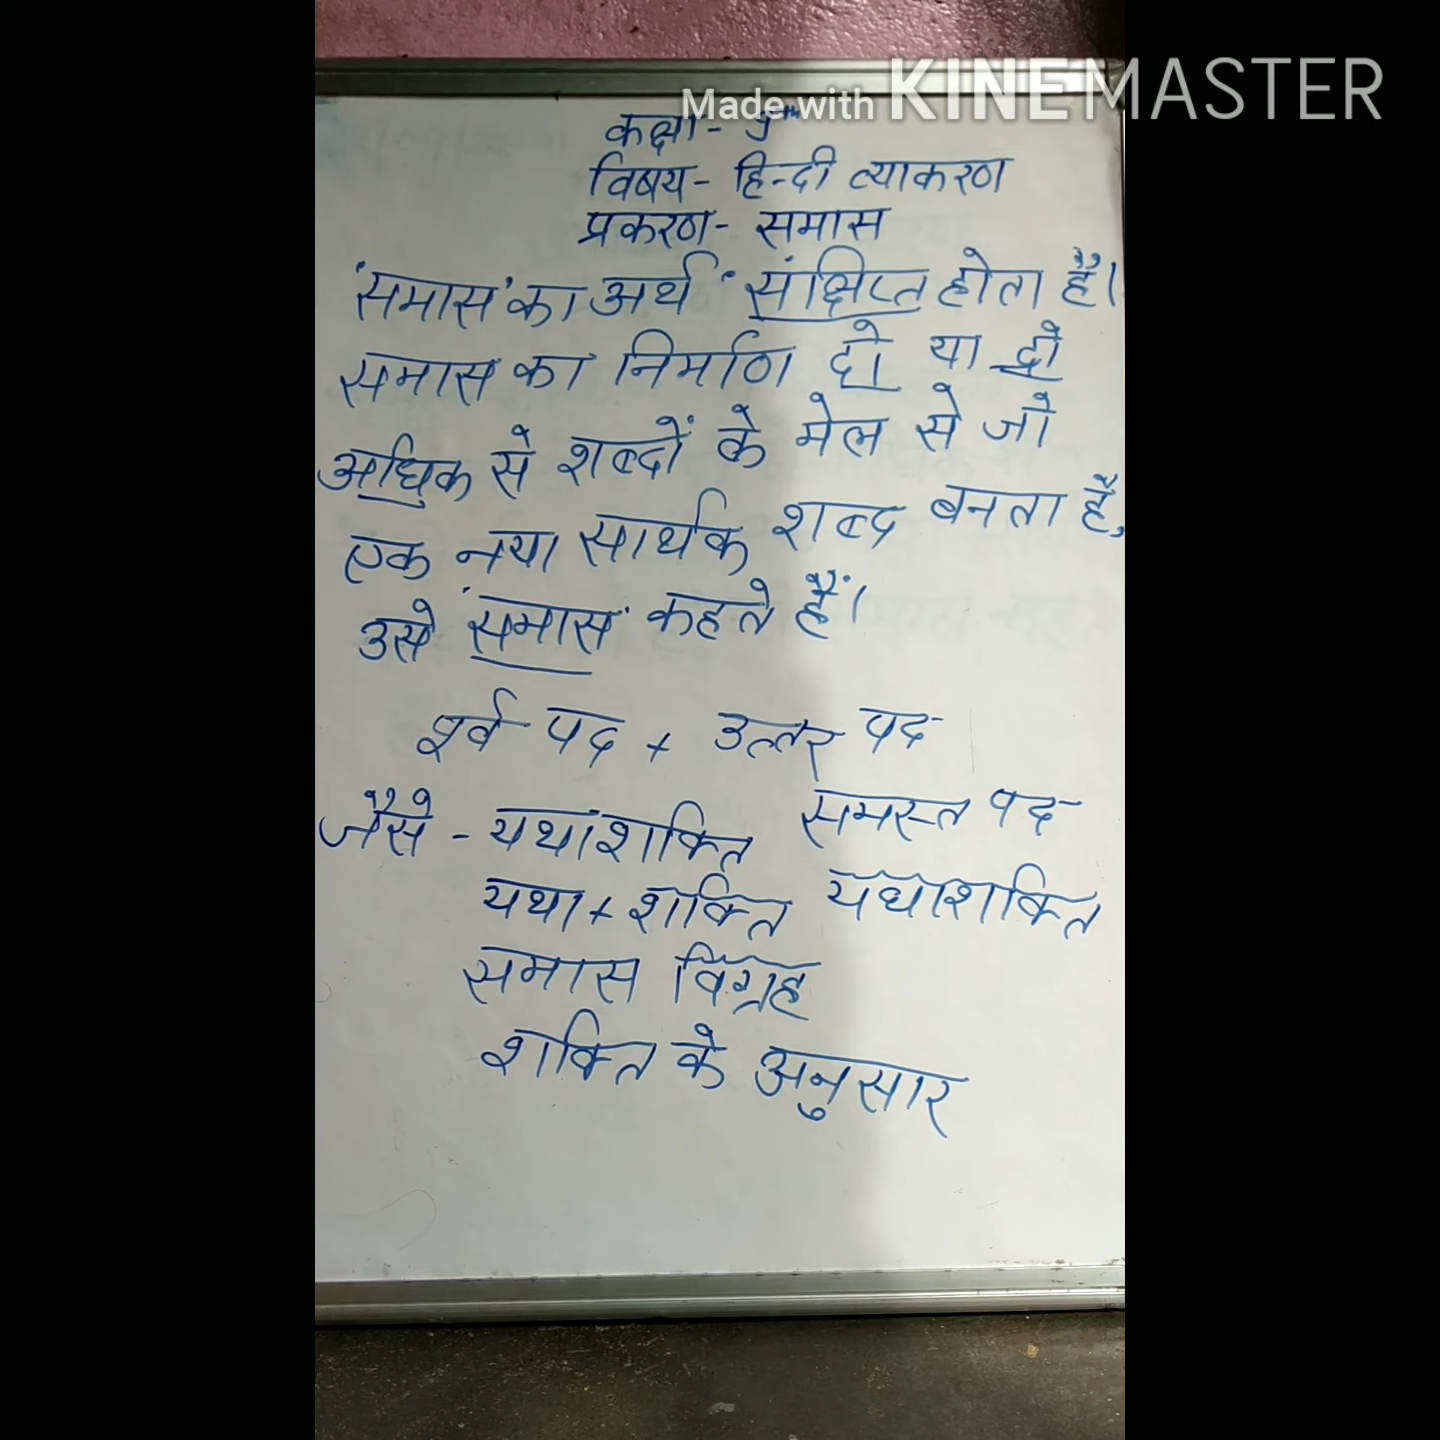 Made with KINEMASTER
कक्षा-
विषय- हिन्दी व्याकरण
प्रकरण- समास
'समास' का अर्थ 'संक्षिप्त होता है।
समास का निर्माण दो या दो
अधिक से शब्दों के मेल से जो
एक नया सार्थक शब्द बनता है,
उसे 'समास' कहते हैं।
पूर्व पद + उत्तर पद
जैसे - यथाशक्ति समस्त पद
यथा + शक्ति यथाशक्ति
समास विग्रह
शक्ति के अनुसार